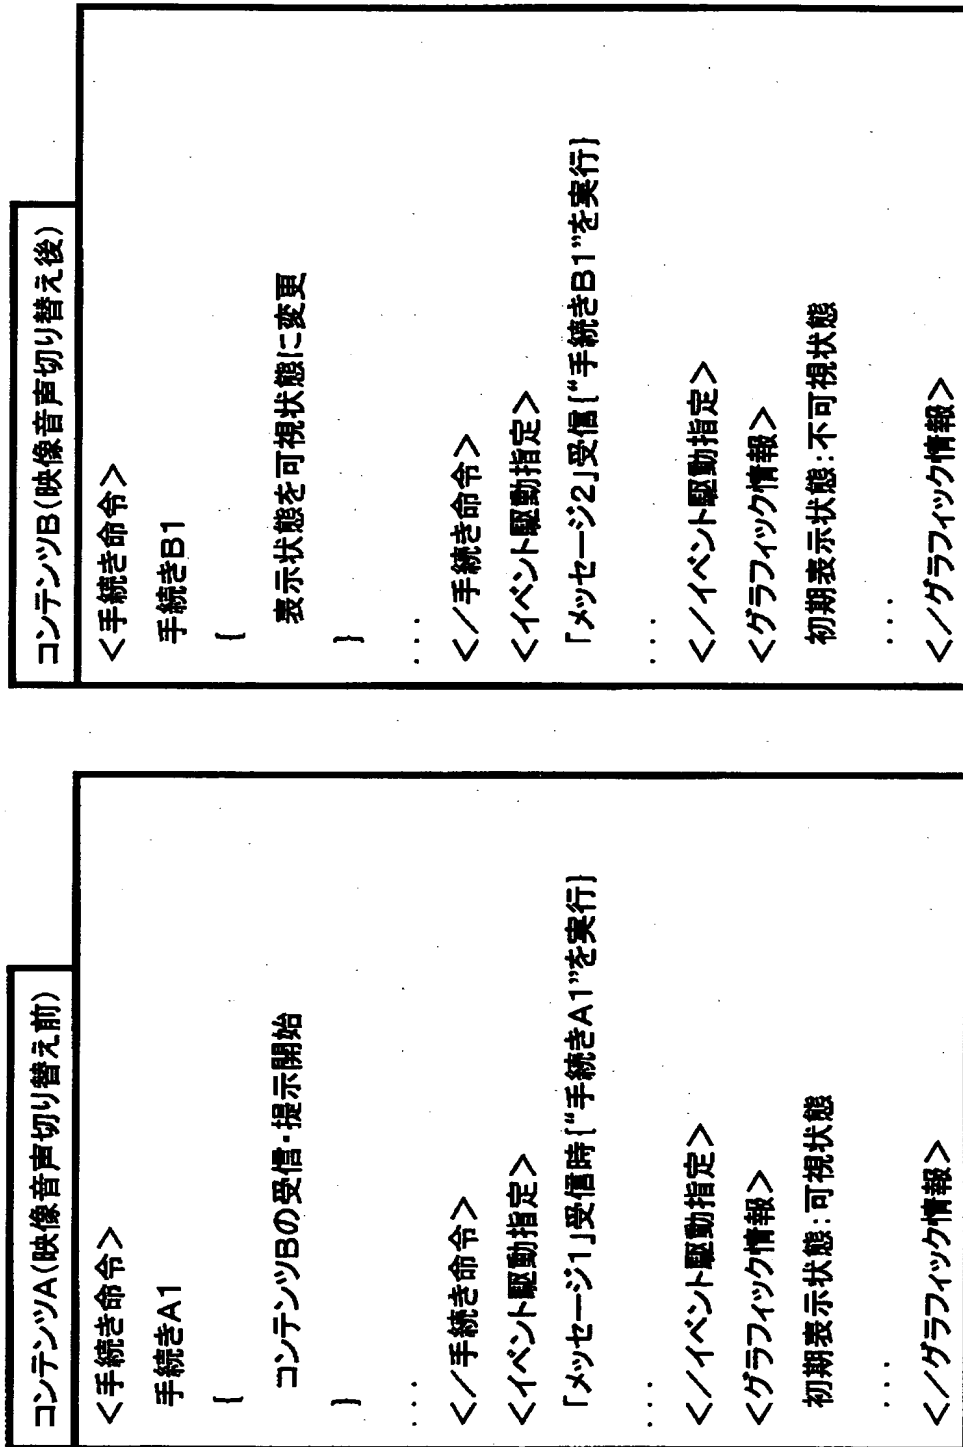 コンテンツA(映像音声切り替え前)
<手続き命令>
手続きA1
{
コンテンツBの受信・提示開始
}
...
<／手続き命令>
<イベント駆動指定>
「メッセージ1」受信時{“手続きA1”を実行}
...
<／イベント駆動指定>
<グラフィック情報>
初期表示状態:可視状態
...
<／グラフィック情報>
コンテンツB(映像音声切り替え後)
<手続き命令>
手続きB1
{
表示状態を可視状態に変更
}
...
<／手続き命令>
<イベント駆動指定>
「メッセージ2」受信{“手続きB1”を実行}
...
<／イベント駆動指定>
<グラフィック情報>
初期表示状態:不可視状態
...
<／グラフィック情報>